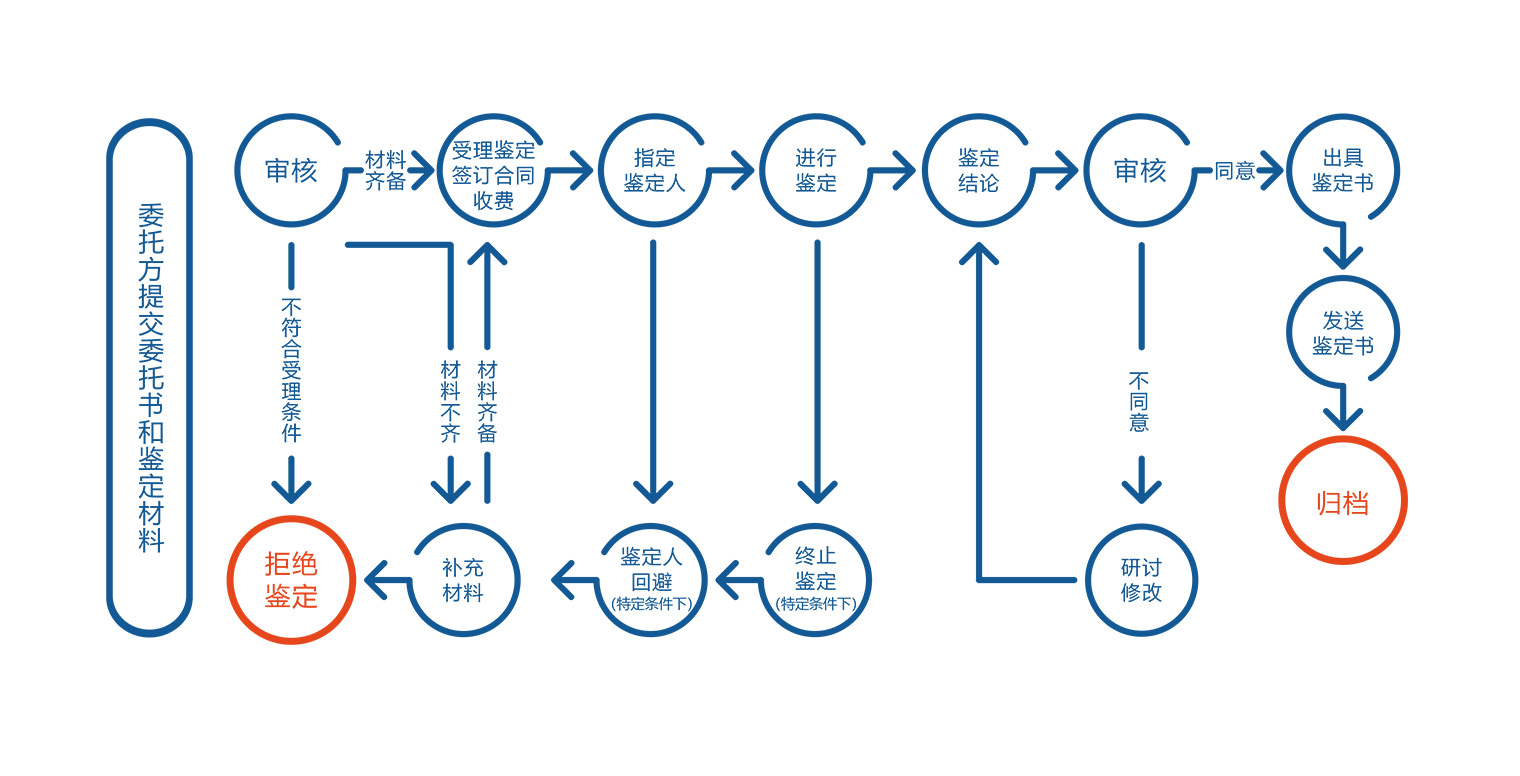 委托方提交委托书和鉴定材料
审核
材料
齐备
受理鉴定
签订合同
收费
指定
鉴定人
进行
鉴定
鉴定
结论
审核
同意
出具
鉴定书
不符合受理条件
材料不齐
材料齐备
不同意
发送
鉴定书
归档
拒绝
鉴定
补充
材料
鉴定人
回避
(特定条件下)
终止
鉴定
(特定条件下)
研讨
修改